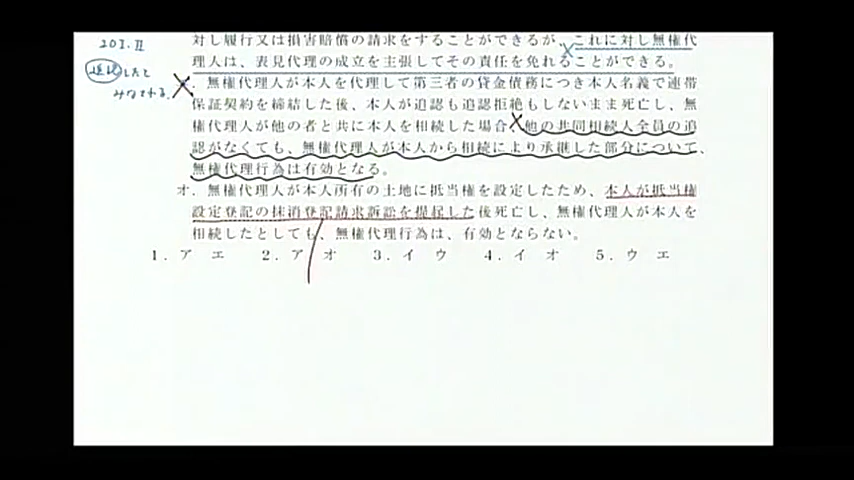 対し履行又は損害賠償の請求をすることができるが、これに対し無権代
理人は、表見代理の成立を主張してその責任を免れることができる。
無権代理人が本人を代理して第三者の貸金債務につき本人名義で連帯
保証契約を締結した後、本人が追認も追認拒絶もしないまま死亡し、無
権代理人が他の者と共に本人を相続した場合、他の共同相続人全員の追
認がなくても、無権代理人が本人から相続により承継した部分について、
無権代理行為は有効となる。
オ．無権代理人が本人所有の土地に抵当権を設定したため、本人が抵当権
設定登記の抹消登記請求訴訟を提起した後死亡し、無権代理人が本人を
相続したとしても、無権代理行為は、有効とならない。
1．ア エ 2．ア オ 3．イ ウ 4．イ オ 5．ウ エ
20I.II
追認したと
みなされる.